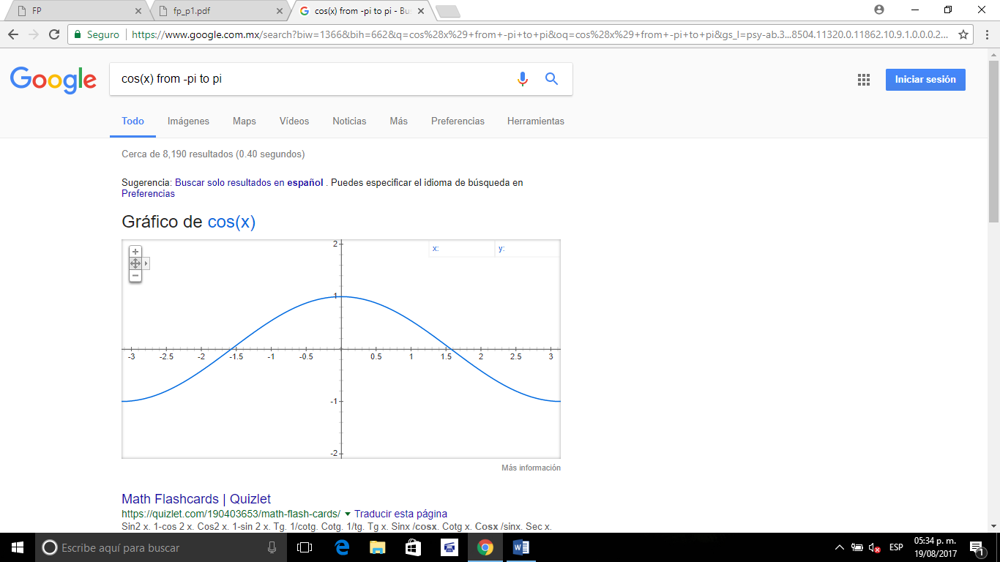 FP
fp_p1.pdf
cos(x) from -pi to pi - Bus
Seguro
https://www.google.com.mx/search?biw=1366&bih=662&q=cos%28x%29+from+-pi+to+pi&oq=cos%28x%29+from+-pi+to+pi&gs_l=psy-ab.3...8504.11320.0.11862.10.9.1.0.0.0.2...
Google
cos(x) from -pi to pi
Iniciar sesión
Todo Imágenes Maps Vídeos Noticias Más Preferencias Herramientas
Cerca de 8,190 resultados (0.40 segundos)
Sugerencia: Buscar solo resultados en español . Puedes especificar el idioma de búsqueda en
Preferencias
Gráfico de cos(x)
x: y:
2
1
-3 -2.5 -2 -1.5 -1 -0.5 0.5 1 1.5 2 2.5 3
-1
-2
Más información
Math Flashcards | Quizlet
https://quizlet.com/190403653/math-flash-cards/ Traducir esta página
Sin2 x. 1-cos 2 x. Cos2 x. 1-sin 2 x. Tg. 1/cotg. Cotg. 1/tg. Tg x. Sinx /cosx. Cotg x. Cosx /sinx. Sec x.
Escribe aquí para buscar
ESP
05:34 p. m.
19/08/2017
1